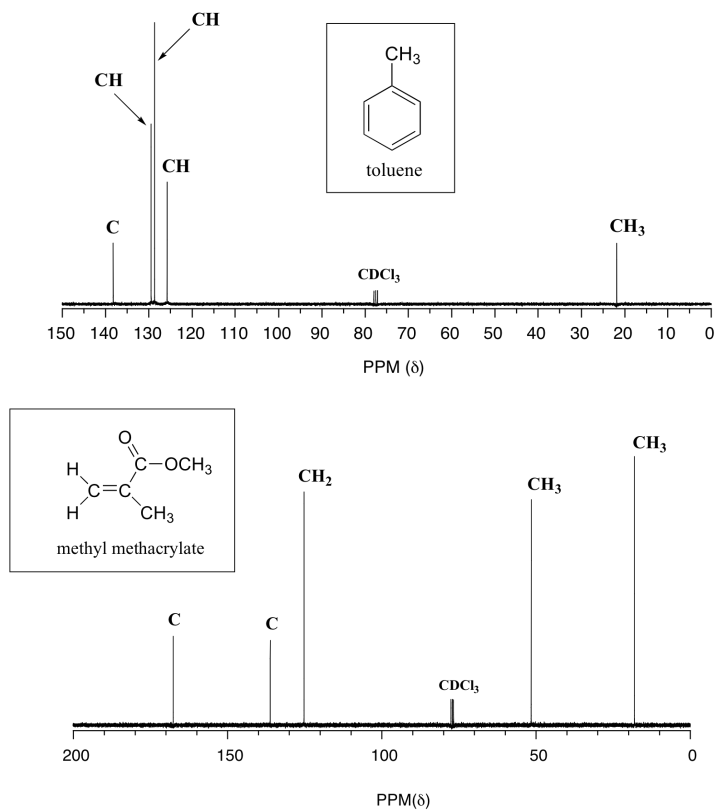 CH
CH
CH
C
CDCl3
CH3
CH3
toluene
150 140 130 120 110 100 90 80 70 60 50 40 30 20 10 0
PPM (δ)
O
H
C
OCH3
C
C
H
CH3
methyl methacrylate
CH2
CH3
CH3
C
C
CDCl3
200 150 100 50 0
PPM(δ)